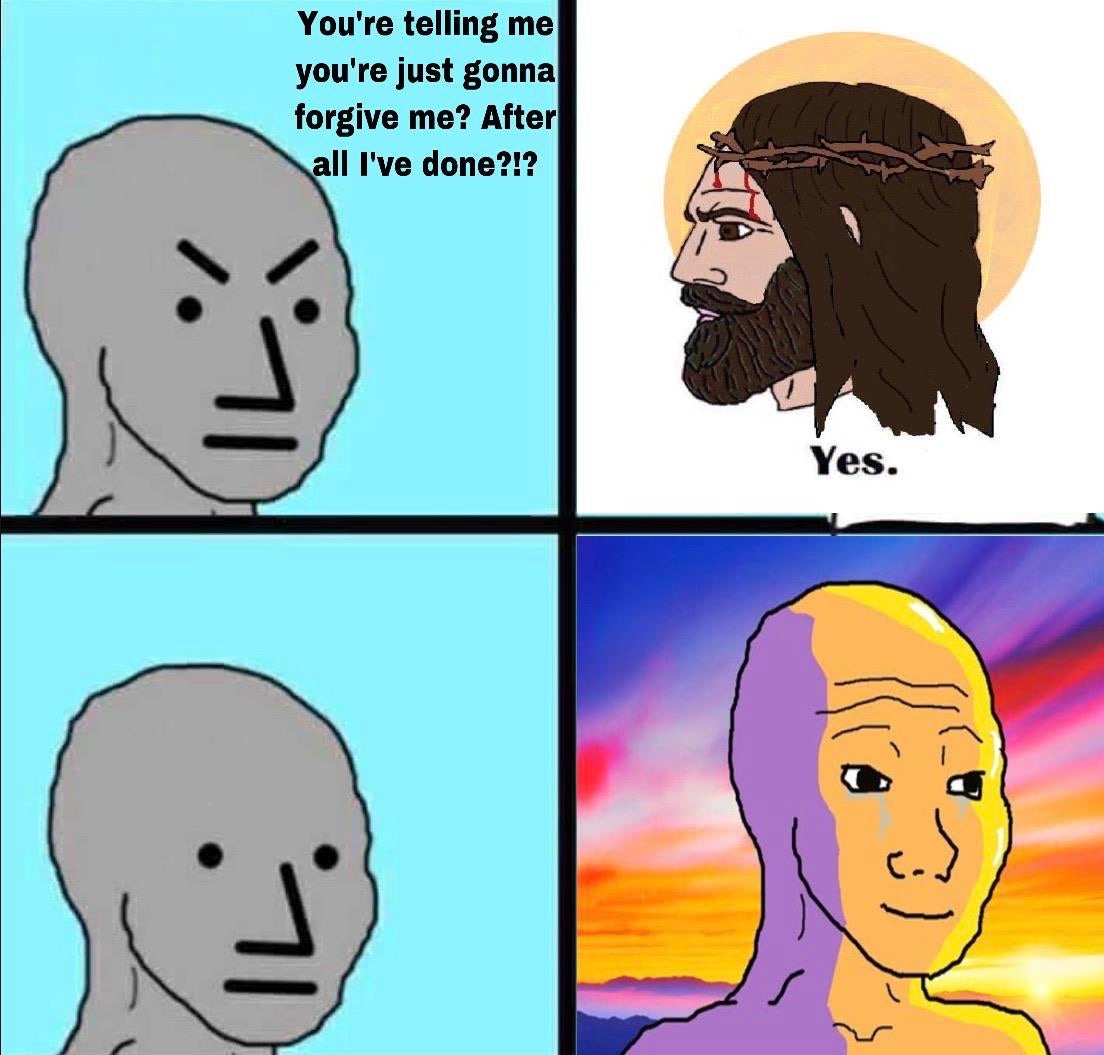 You're telling me
you're just gonna
forgive me? After
all I've done?!?
Yes.